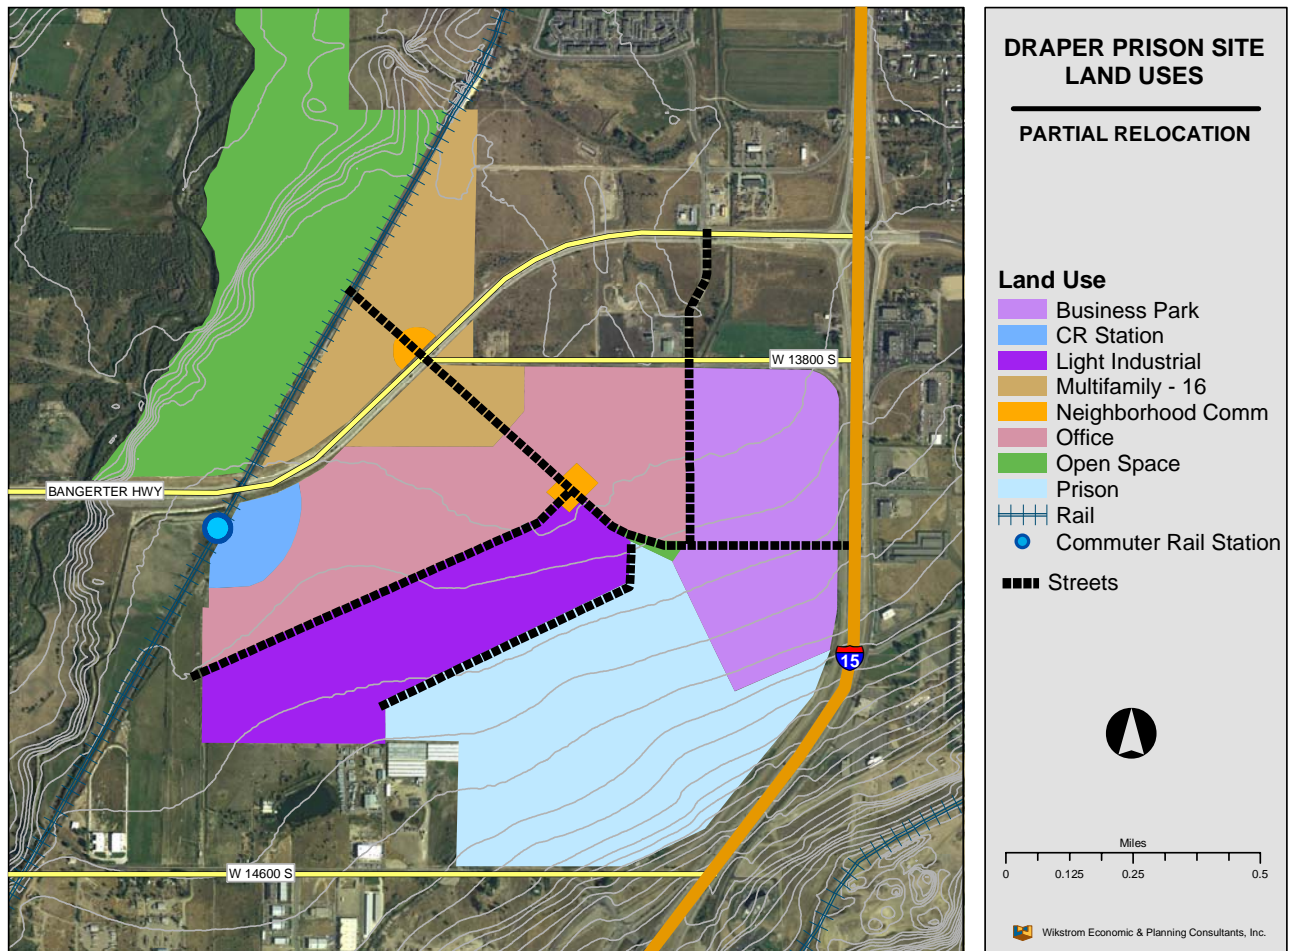 DRAPER PRISON SITE
LAND USES
PARTIAL RELOCATION
Land Use
Business Park
CR Station
Light Industrial
Multifamily - 16
Neighborhood Comm
Office
Open Space
Prison
Rail
Commuter Rail Station
Streets
W 13800 S
BANGERTER HWY
15
W 14600 S
Miles
0 0.125 0.25 0.5
Wikstrom Economic & Planning Consultants, Inc.